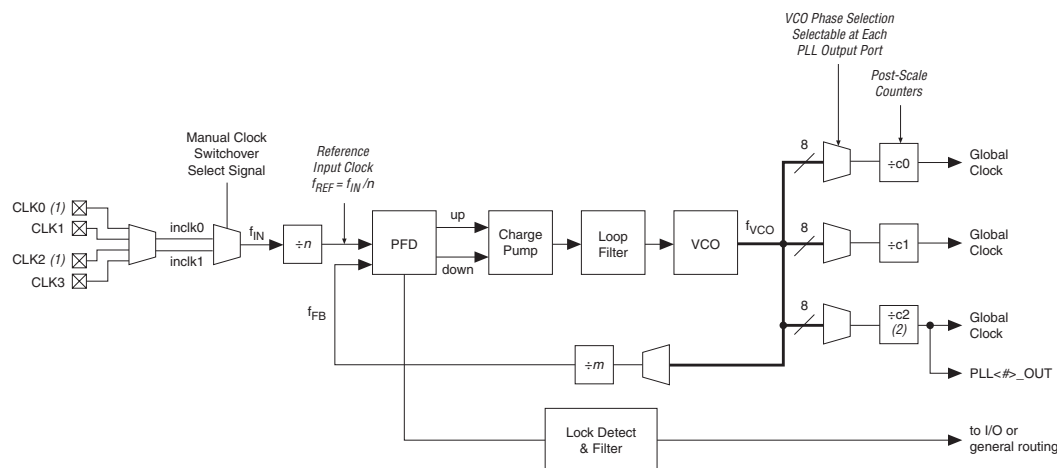 VCO Phase Selection
Selectable at Each
PLL Output Port
Post-Scale
Counters
Manual Clock
Switchover
Select Signal
Reference
Input Clock
fREF = fIN /n
8
÷c0
Global
Clock
CLK0 (1)
CLK1
CLK2 (1)
CLK3
inclk0
inclk1
fIN
÷n
PFD
up
down
Charge
Pump
Loop
Filter
VCO
fVCO
8
÷c1
Global
Clock
fFB
8
÷c2
(2)
Global
Clock
÷m
PLL<#>_OUT
Lock Detect
& Filter
to I/O or
general routing